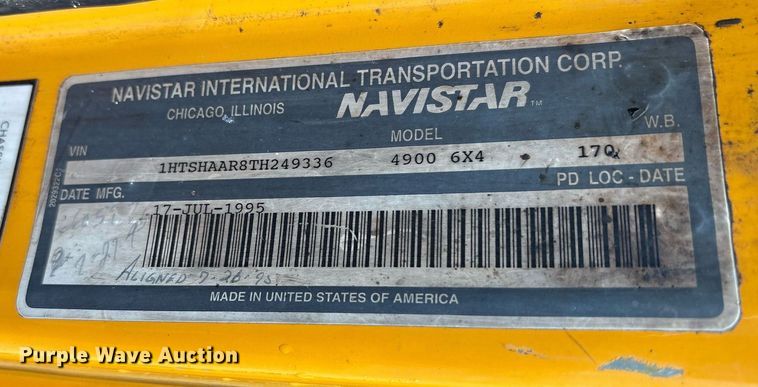 NAVISTAR INTERNATIONAL TRANSPORTATION CORP.
CHICAGO, ILLINOIS NAVISTAR™
VIN MODEL W.B.
1HTSHAAR8TH249336 4900 6X4 170
DATE MFG. PD LOC - DATE
17-JUL-1995
ALIGNED 7-26-95
MADE IN UNITED STATES OF AMERICA
Purple Wave Auction